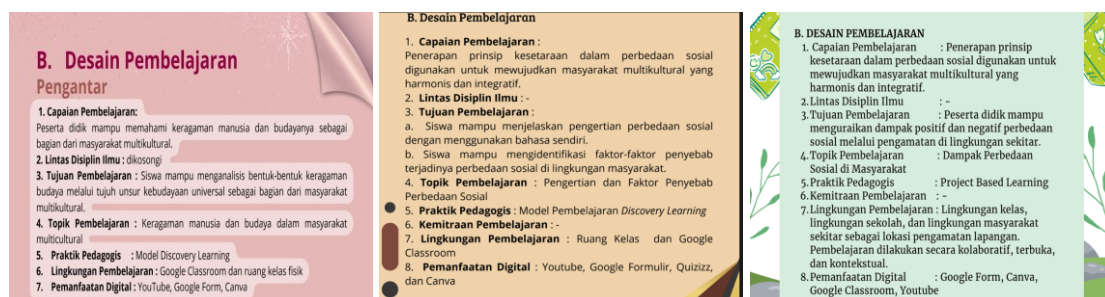 B. Desain Pembelajaran
Pengantar
1. Capaian Pembelajaran:
Peserta didik mampu memahami keragaman manusia dan budayanya sebagai
bagian dari masyarakat multikultural.
2. Lintas Disiplin Ilmu : dikosongi
3. Tujuan Pembelajaran : Siswa mampu menganalisis bentuk-bentuk keragaman
budaya melalui tujuh unsur kebudayaan universal sebagai bagian dari masyarakat
multikultural.
4. Topik Pembelajaran : Keragaman manusia dan budaya dalam masyarakat
multicultural
5. Praktik Pedagogis : Model Discovery Learning
6. Lingkungan Pembelajaran : Google Classroom dan ruang kelas fisik
7. Pemanfaatan Digital : YouTube, Google Form, Canva
B. Desain Pembelajaran
1. Capaian Pembelajaran :
Penerapan prinsip kesetaraan dalam perbedaan sosial
digunakan untuk mewujudkan masyarakat multikultural yang
harmonis dan integratif.
2. Lintas Disiplin Ilmu : -
3. Tujuan Pembelajaran :
a. Siswa mampu menjelaskan pengertian perbedaan sosial
dengan menggunakan bahasa sendiri.
b. Siswa mampu mengidentifikasi faktor-faktor penyebab
terjadinya perbedaan sosial di lingkungan masyarakat.
4. Topik Pembelajaran : Pengertian dan Faktor Penyebab
Perbedaan Sosial
5. Praktik Pedagogis : Model Pembelajaran Discovery Learning
6. Kemitraan Pembelajaran : -
7. Lingkungan Pembelajaran : Ruang Kelas dan Google
Classroom
8. Pemanfaatan Digital : Youtube, Google Formulir, Quizizz,
dan Canva
B. DESAIN PEMBELAJARAN
1. Capaian Pembelajaran : Penerapan prinsip
kesetaraan dalam perbedaan sosial digunakan untuk
mewujudkan masyarakat multikultural yang
harmonis dan integratif.
2. Lintas Disiplin Ilmu : -
3. Tujuan Pembelajaran : Peserta didik mampu
menguraikan dampak positif dan negatif perbedaan
sosial melalui pengamatan di lingkungan sekitar.
4. Topik Pembelajaran : Dampak Perbedaan
Sosial di Masyarakat
5. Praktik Pedagogis : Project Based Learning
6. Kemitraan Pembelajaran : -
7. Lingkungan Pembelajaran : Lingkungan kelas,
lingkungan sekolah, dan lingkungan masyarakat
sekitar sebagai lokasi pengamatan lapangan.
Pembelajaran dilakukan secara kolaboratif, terbuka,
dan kontekstual.
8. Pemanfaatan Digital : Google Form, Canva,
Google Classroom, Youtube